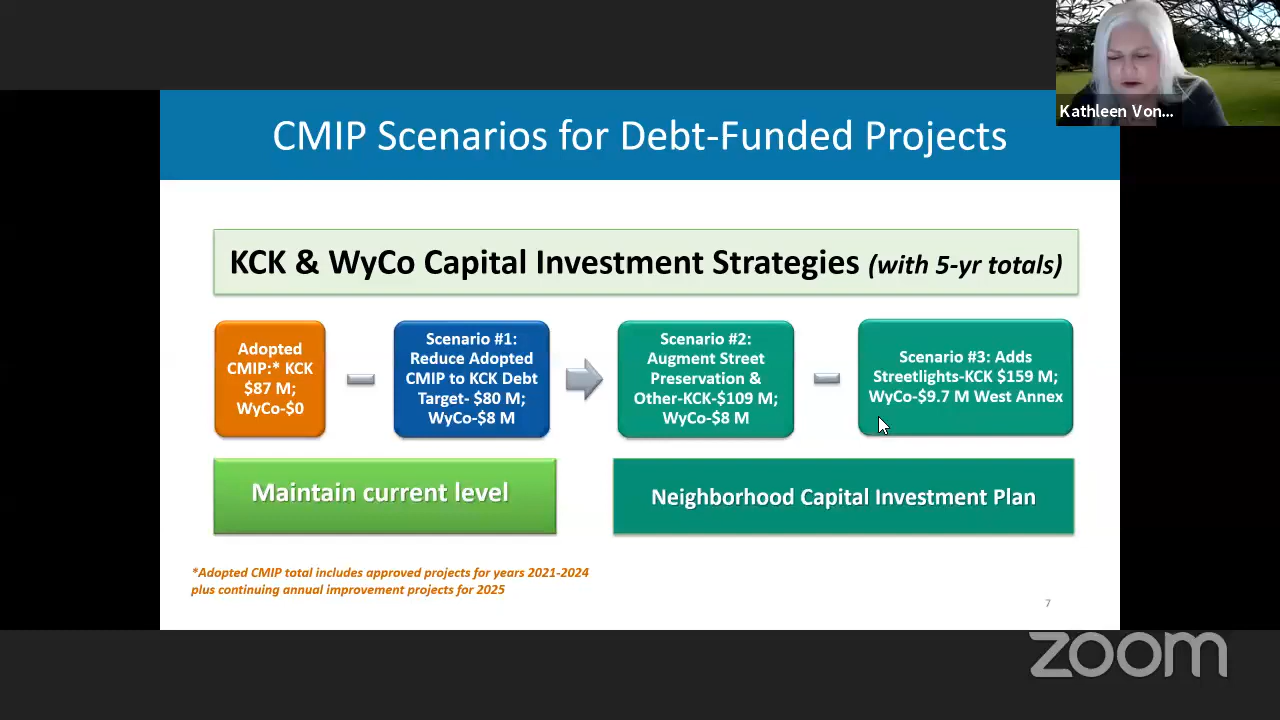 Kathleen Von...
CMIP Scenarios for Debt-Funded Projects
KCK & WyCo Capital Investment Strategies (with 5-yr totals)
Adopted
CMIP:* KCK
$87 M;
WyCo-$0
Scenario #1:
Reduce Adopted
CMIP to KCK Debt
Target- $80 M;
WyCo-$8 M
Scenario #2:
Augment Street
Preservation &
Other-KCK-$109 M;
WyCo-$8 M
Scenario #3: Adds
Streetlights-KCK $159 M;
WyCo-$9.7 M West Annex
Maintain current level
Neighborhood Capital Investment Plan
*Adopted CMIP total includes approved projects for years 2021-2024
plus continuing annual improvement projects for 2025
7
zoom